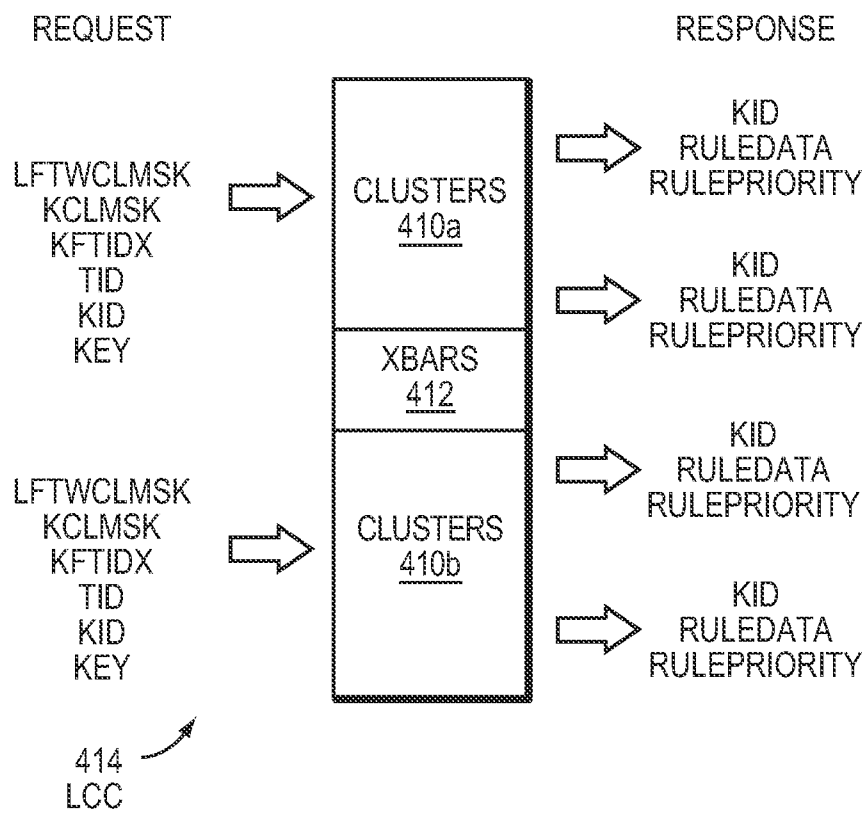 REQUEST
RESPONSE
LFTWCLMSK
KCLMSK
KFTIDX
TID
KID
KEY
CLUSTERS
410a
KID
RULEDATA
RULEPRIORITY
KID
RULEDATA
RULEPRIORITY
XBARS
412
LFTWCLMSK
KCLMSK
KFTIDX
TID
KID
KEY
CLUSTERS
410b
KID
RULEDATA
RULEPRIORITY
KID
RULEDATA
RULEPRIORITY
414
LCC